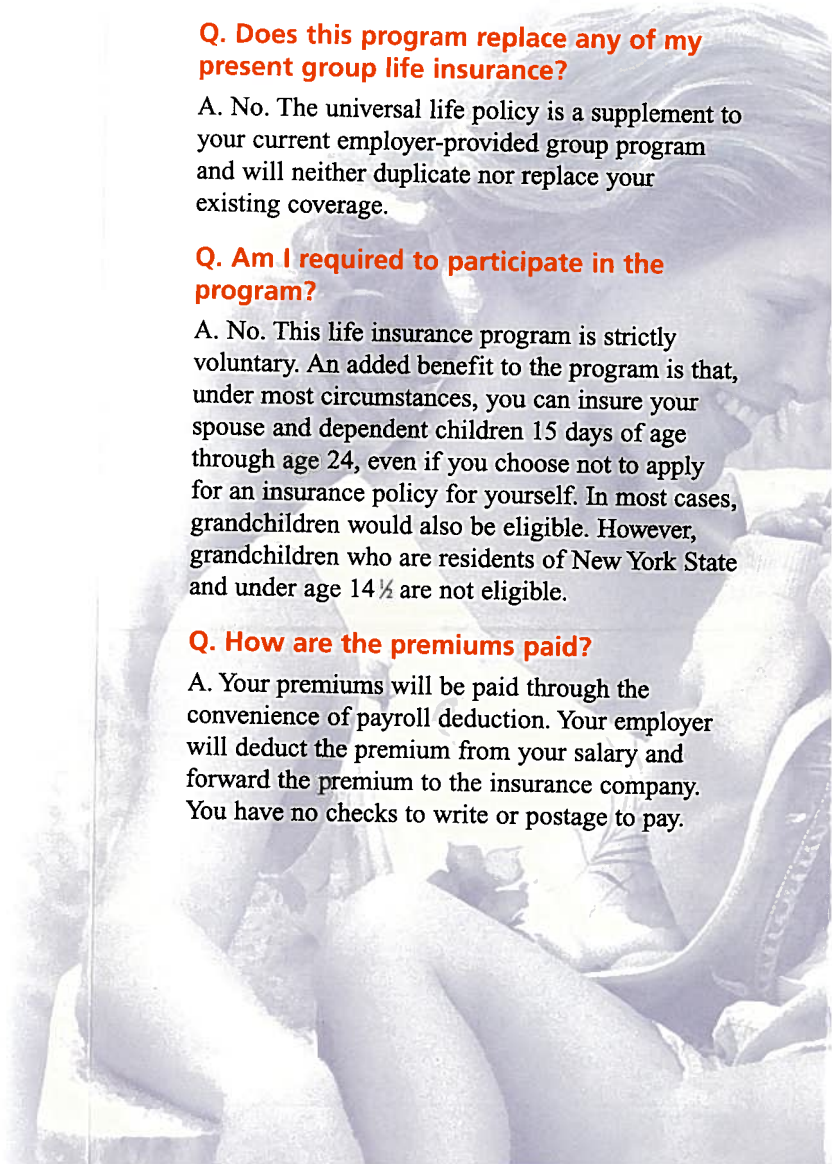 Q. Does this program replace any of my
present group life insurance?
A. No. The universal life policy is a supplement to
your current employer-provided group program
and will neither duplicate nor replace your
existing coverage.
Q. Am I required to participate in the
program?
A. No. This life insurance program is strictly
voluntary. An added benefit to the program is that,
under most circumstances, you can insure your
spouse and dependent children 15 days of age
through age 24, even if you choose not to apply
for an insurance policy for yourself. In most cases,
grandchildren would also be eligible. However,
grandchildren who are residents of New York State
and under age 14 ½ are not eligible.
Q. How are the premiums paid?
A. Your premiums will be paid through the
convenience of payroll deduction. Your employer
will deduct the premium from your salary and
forward the premium to the insurance company.
You have no checks to write or postage to pay.